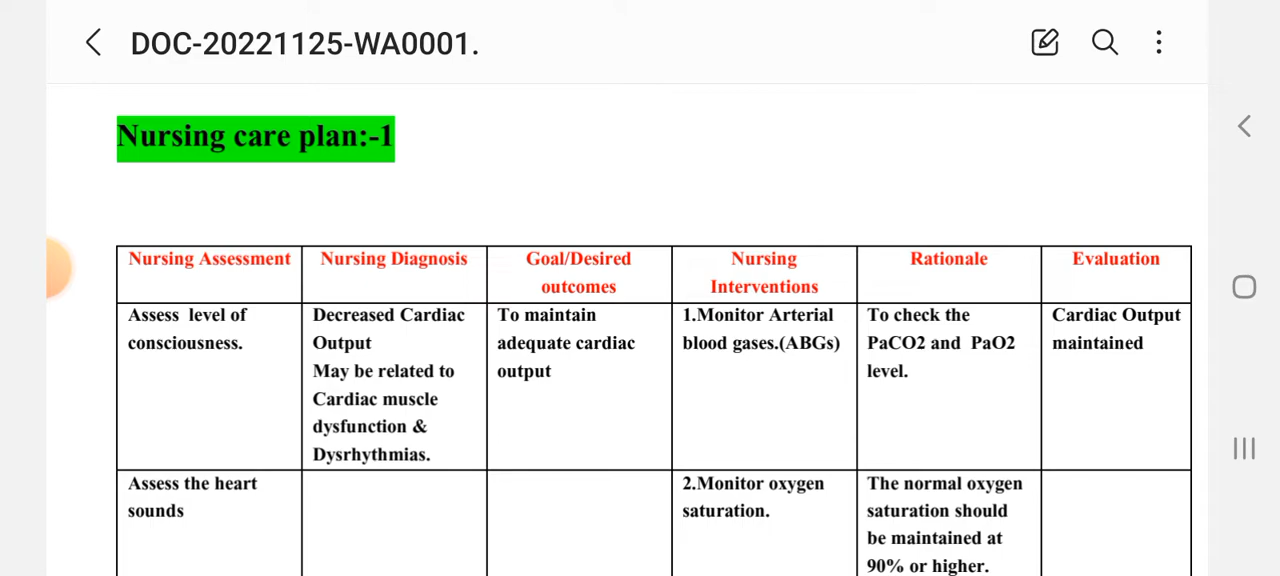 DOC-20221125-WA0001.
Nursing care plan:-1
Nursing Assessment
Nursing Diagnosis
Goal/Desired
outcomes
Nursing
Interventions
Rationale
Evaluation
Assess level of
consciousness.
Decreased Cardiac
Output
May be related to
Cardiac muscle
dysfunction &
Dysrhythmias.
To maintain
adequate cardiac
output
1.Monitor Arterial
blood gases.(ABGs)
To check the
PaCO2 and PaO2
level.
Cardiac Output
maintained
Assess the heart
sounds
2.Monitor oxygen
saturation.
The normal oxygen
saturation should
be maintained at
90% or higher.